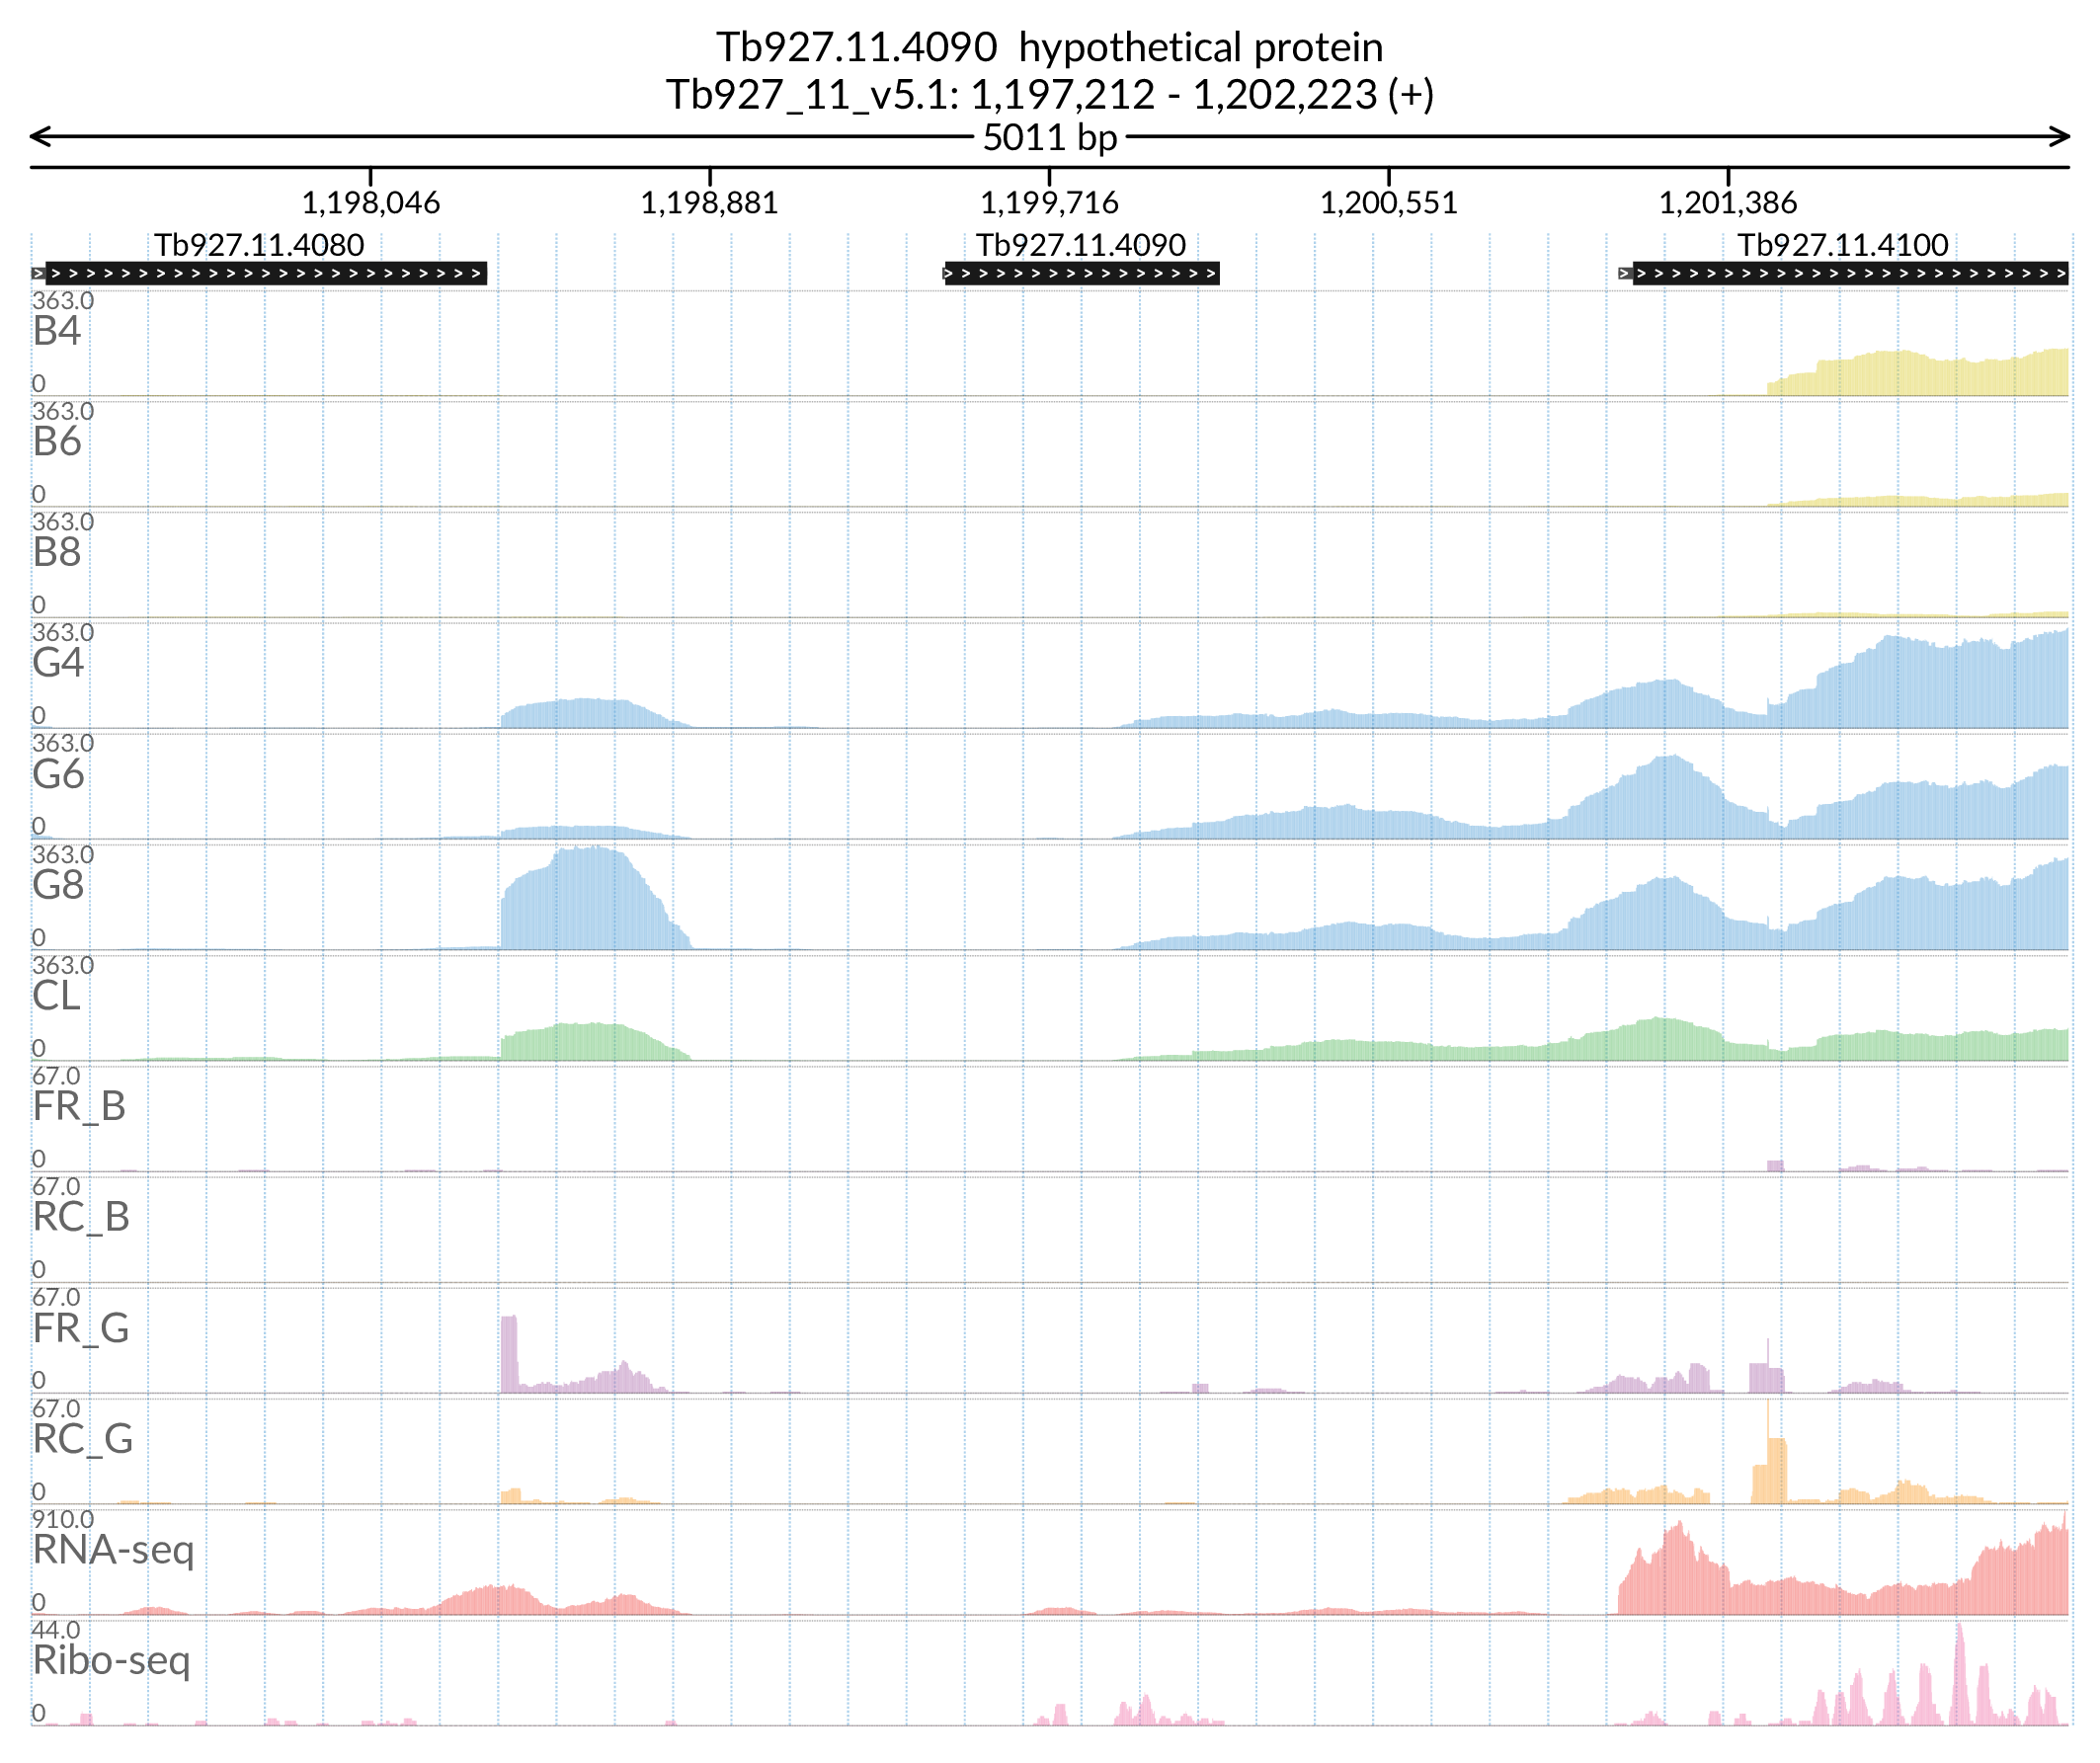 Tb927.11.4090  hypothetical protein
Tb927_11_v5.1: 1,197,212 - 1,202,223 (+)
5011 bp
1,198,046 1,198,881 1,199,716 1,200,551 1,201,386
Tb927.11.4080 Tb927.11.4090 Tb927.11.4100
363.0
B4
0
363.0
B6
0
363.0
B8
0
363.0
G4
0
363.0
G6
0
363.0
G8
0
363.0
CL
0
67.0
FR_B
0
67.0
RC_B
0
67.0
FR_G
0
67.0
RC_G
0
910.0
RNA-seq
0
44.0
Ribo-seq
0